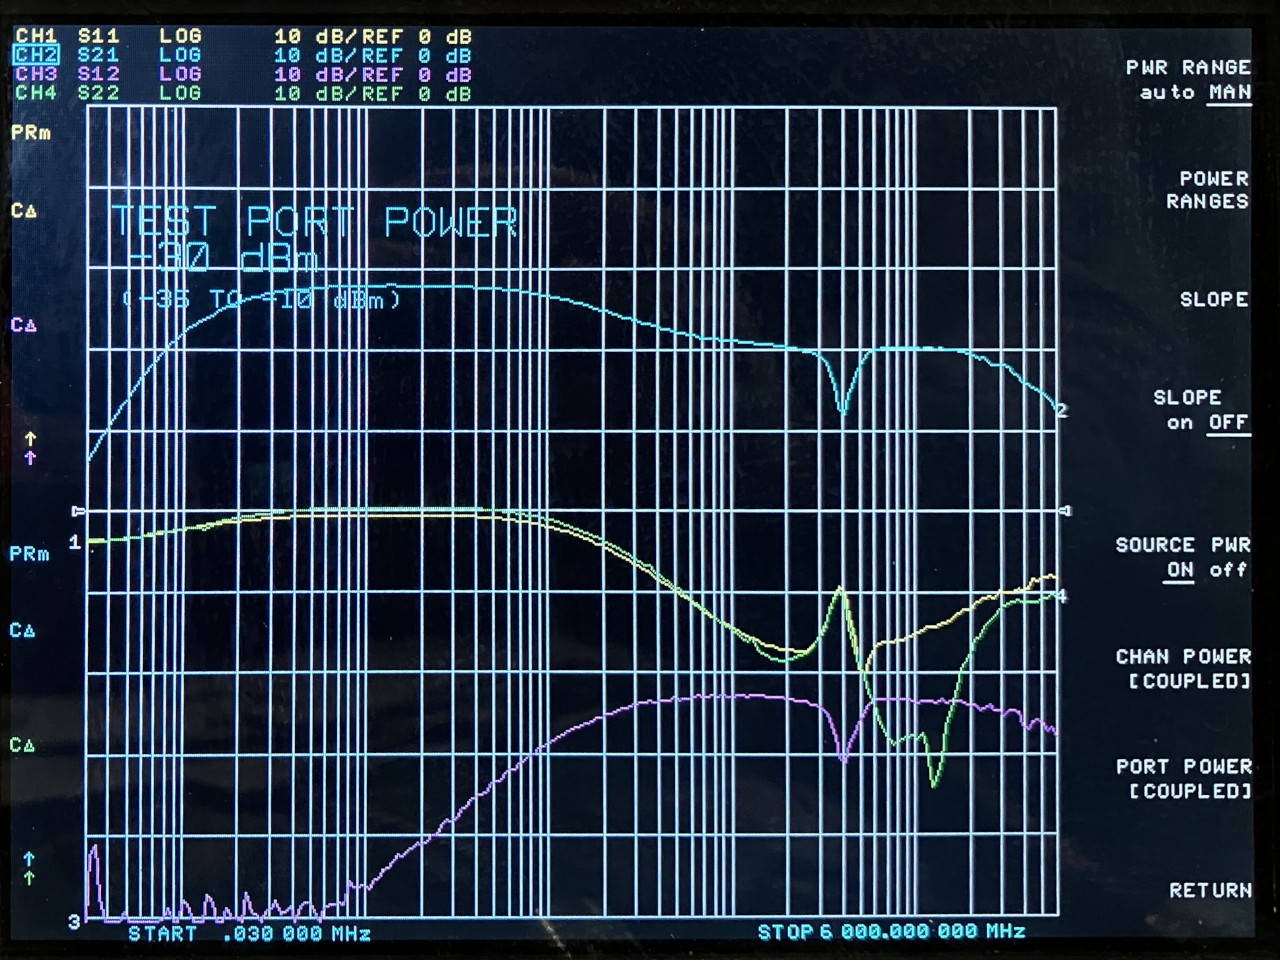 CH1 S11 LOG 10 dB/REF 0 dB
CH2 S21 LOG 10 dB/REF 0 dB
CH3 S12 LOG 10 dB/REF 0 dB
CH4 S22 LOG 10 dB/REF 0 dB
PWR RANGE
auto MAN
PRm
POWER
RANGES
CΔ
TEST PORT POWER
-30 dBm
(-35 TO -10 dBm)
SLOPE
CΔ
SLOPE
on OFF
2
↑
↑
1
PRm
SOURCE PWR
ON off
4
CΔ
CHAN POWER
[COUPLED]
CΔ
PORT POWER
[COUPLED]
↑
↑
RETURN
3
START .030 000 MHz
STOP 6 000.000 000 MHz